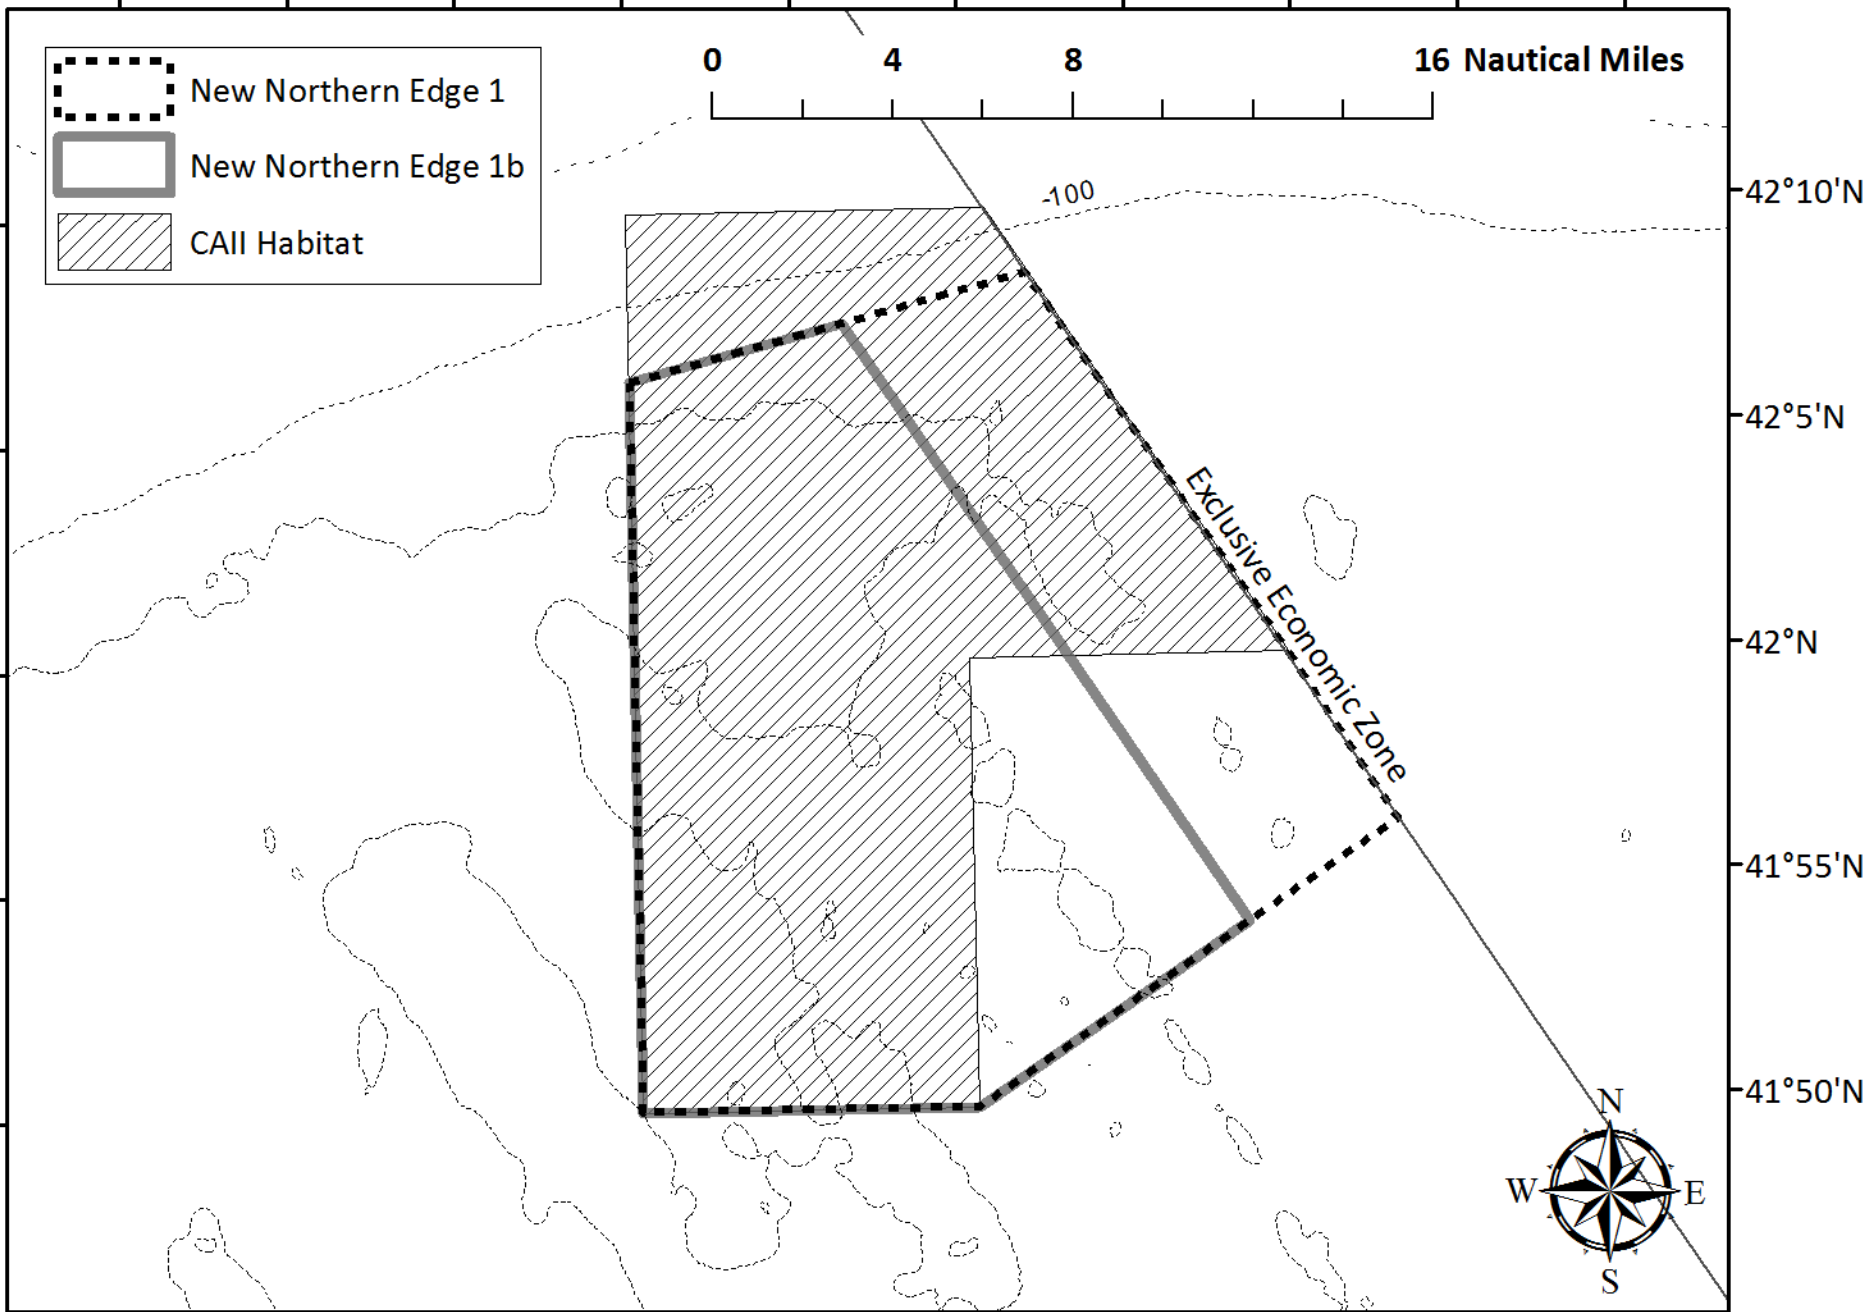 New Northern Edge 1
New Northern Edge 1b
CAII Habitat
0 4 8 16 Nautical Miles
-100
Exclusive Economic Zone
42°10'N
42°5'N
42°N
41°55'N
41°50'N
N
W E
S